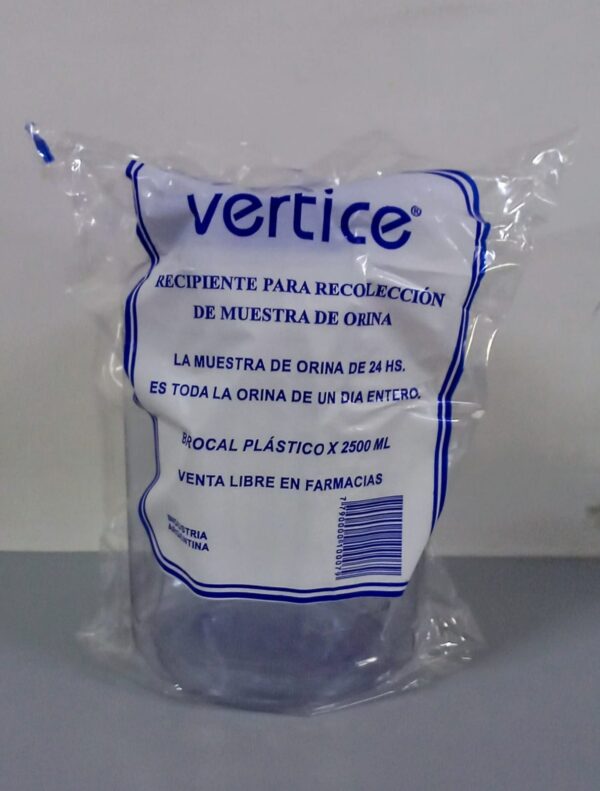 vertice®
RECIPIENTE PARA RECOLECCIÓN
DE MUESTRA DE ORINA
LA MUESTRA DE ORINA DE 24 HS.
ES TODA LA ORINA DE UN DIA ENTERO.
BROCAL PLÁSTICO X 2500 ML
VENTA LIBRE EN FARMACIAS
INDUSTRIA
ARGENTINA